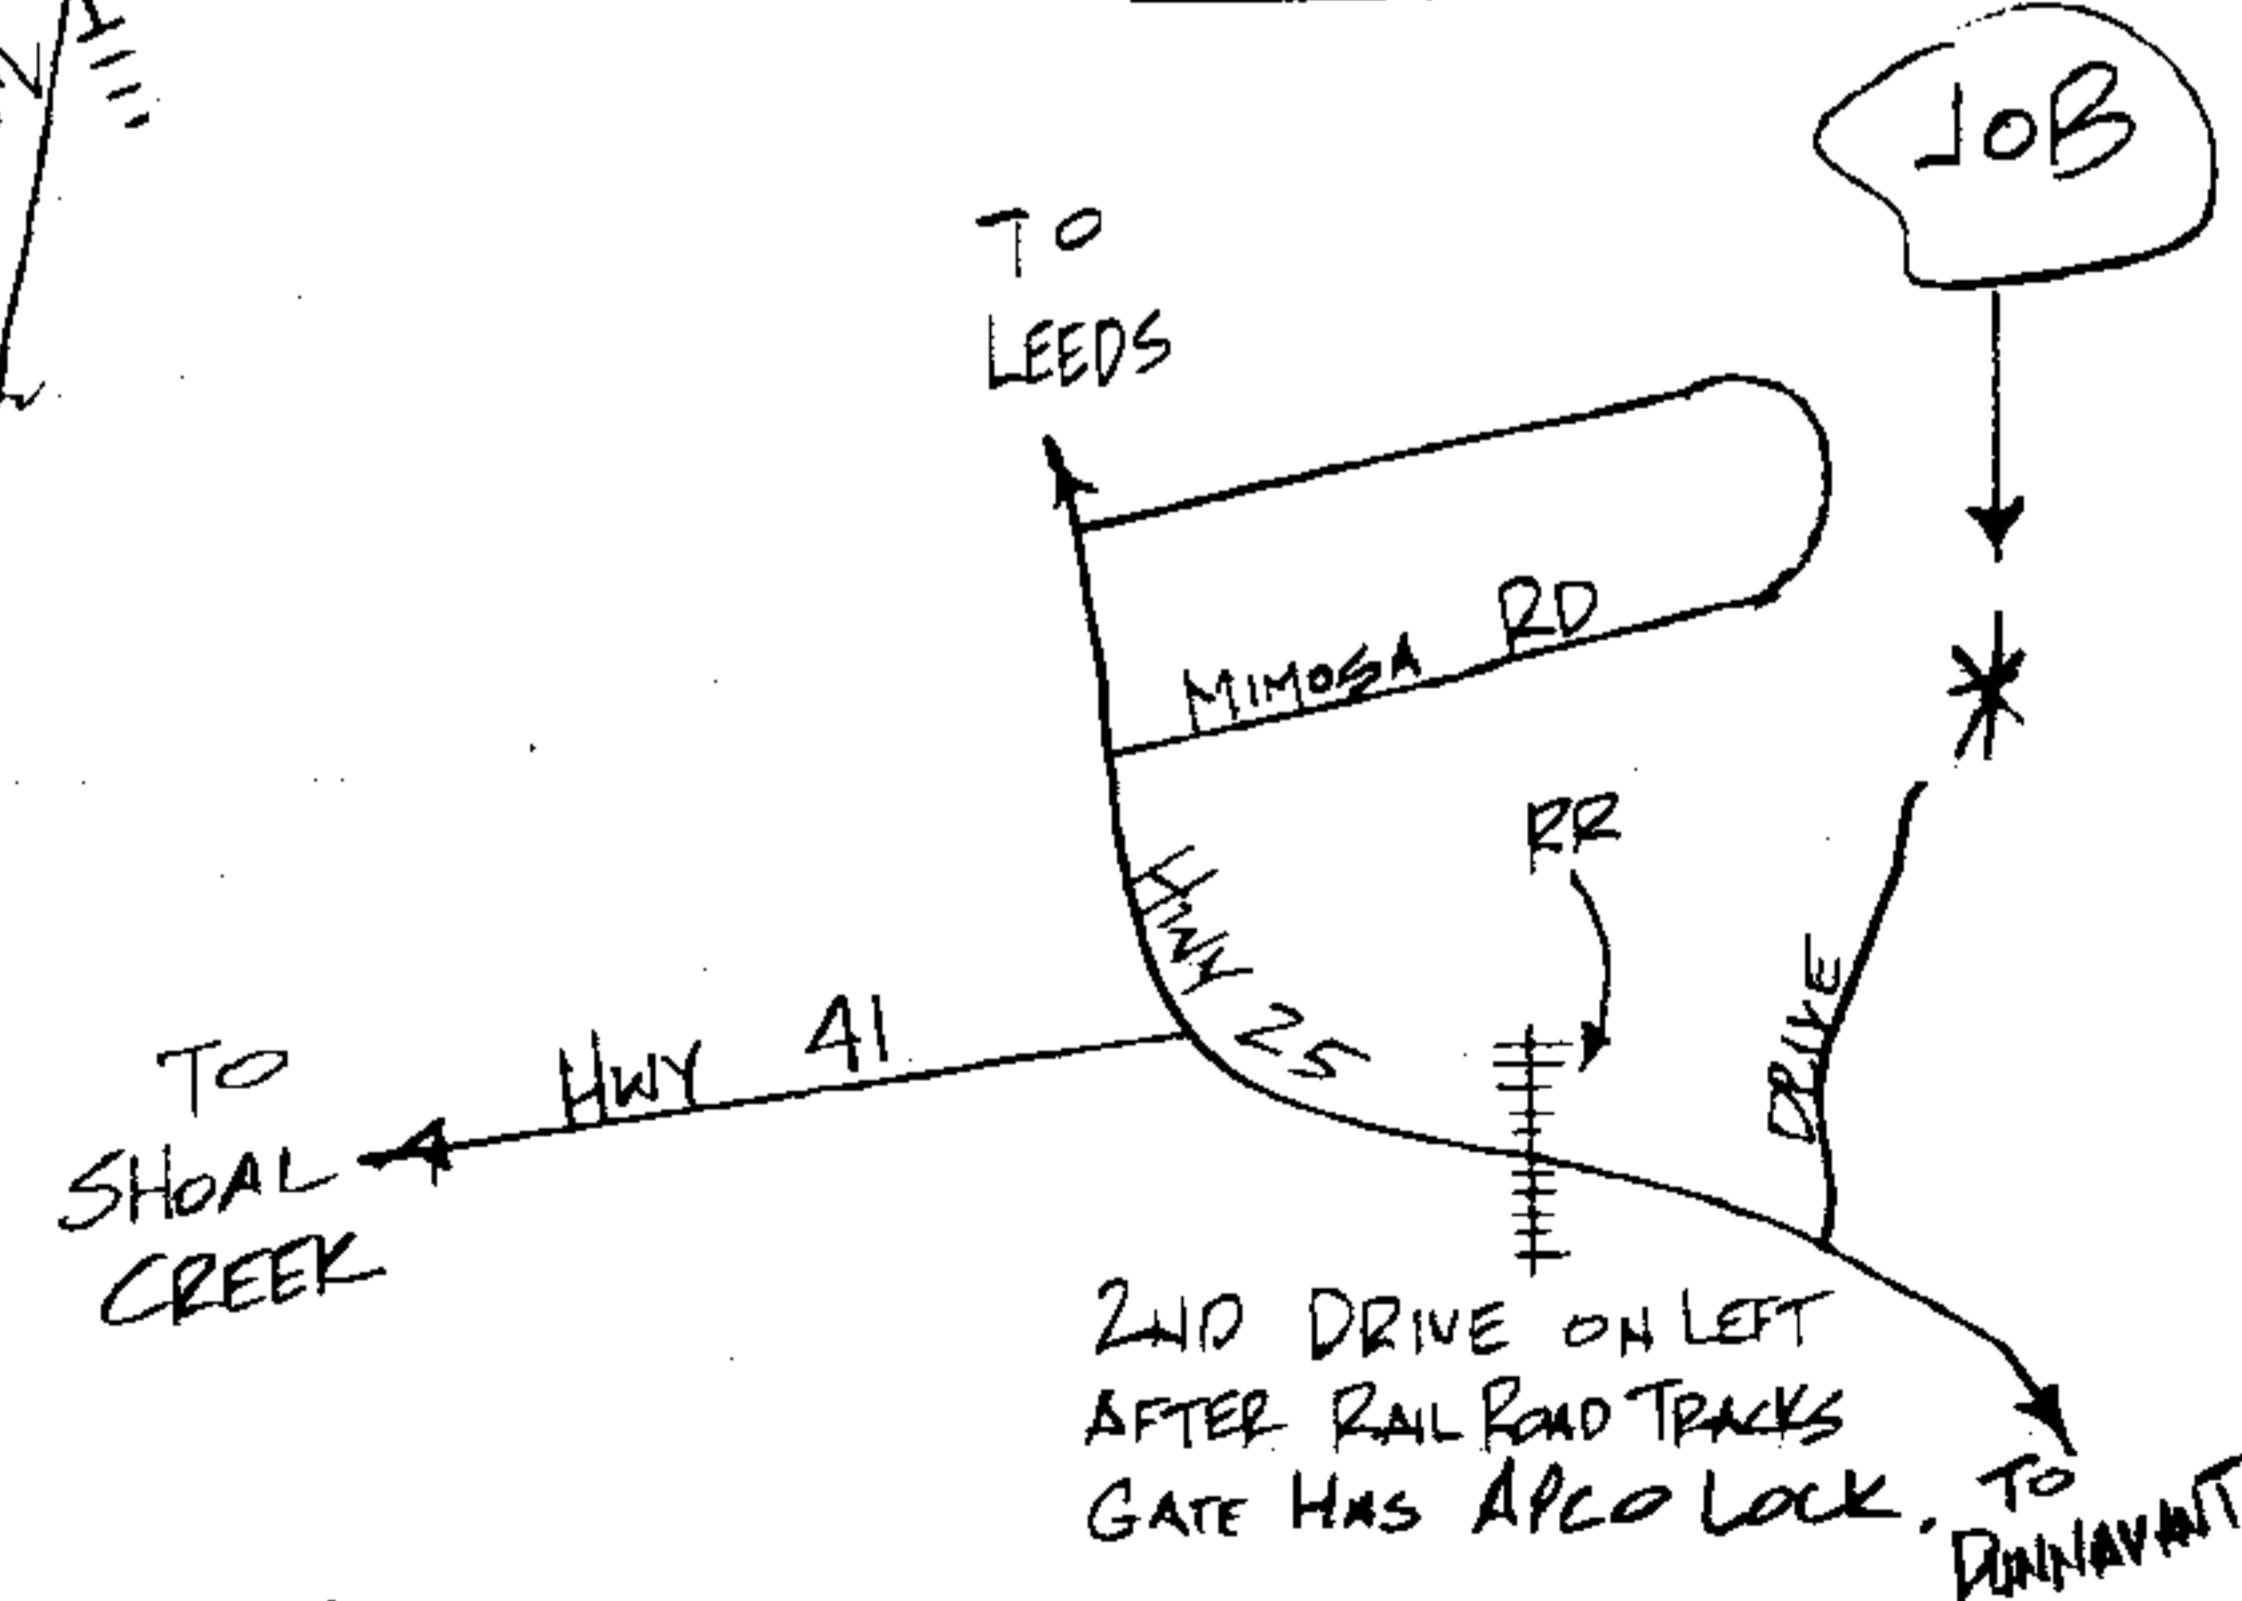 JOB
TO
LEEDS
MIMOSA RD
RR
HWY 25
DRIVE
HWY 41
TO
SHOAL
CREEK
2ND DRIVE ON LEFT
AFTER RAIL ROAD TRACKS
GATE HAS APCO LOCK.
TO
DUNNAVANT